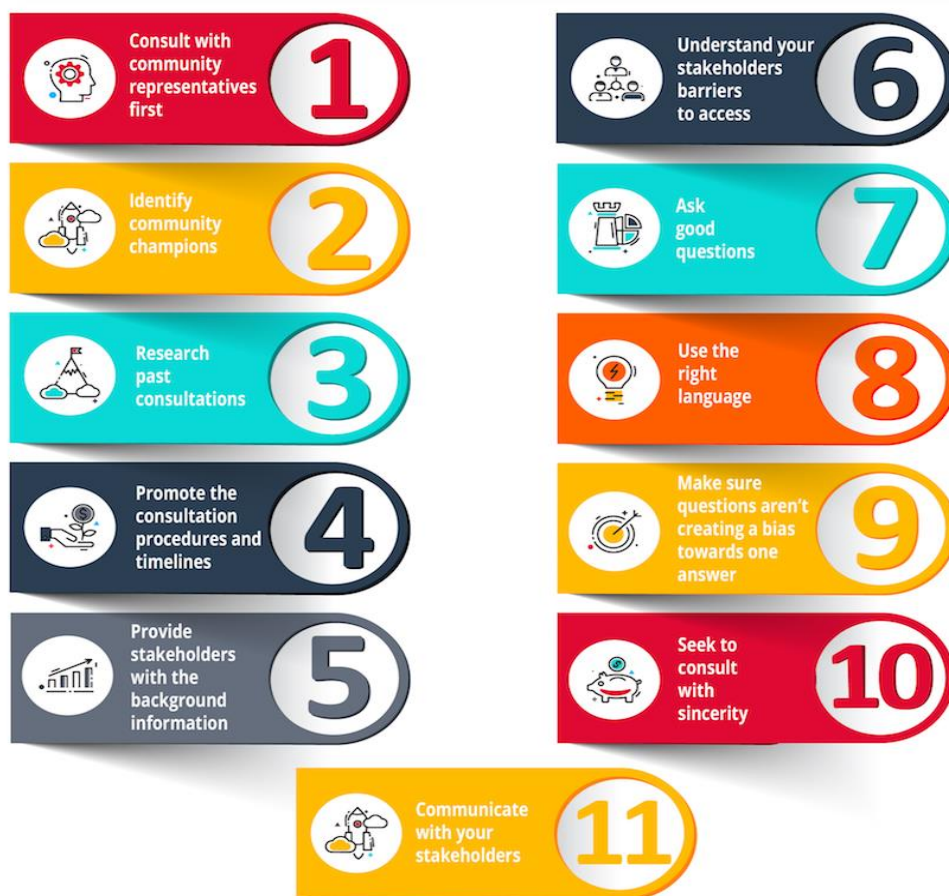 Consult with
community
representatives
first
1
Identify
community
champions
2
Research
past
consultations
3
Promote the
consultation
procedures and
timelines
4
Provide
stakeholders
with the
background
information
5
Understand your
stakeholders
barriers
to access
6
Ask
good
questions
7
Use the
right
language
8
Make sure
questions aren't
creating a bias
towards one
answer
9
Seek to
consult
with
sincerity
10
Communicate
with your
stakeholders
11